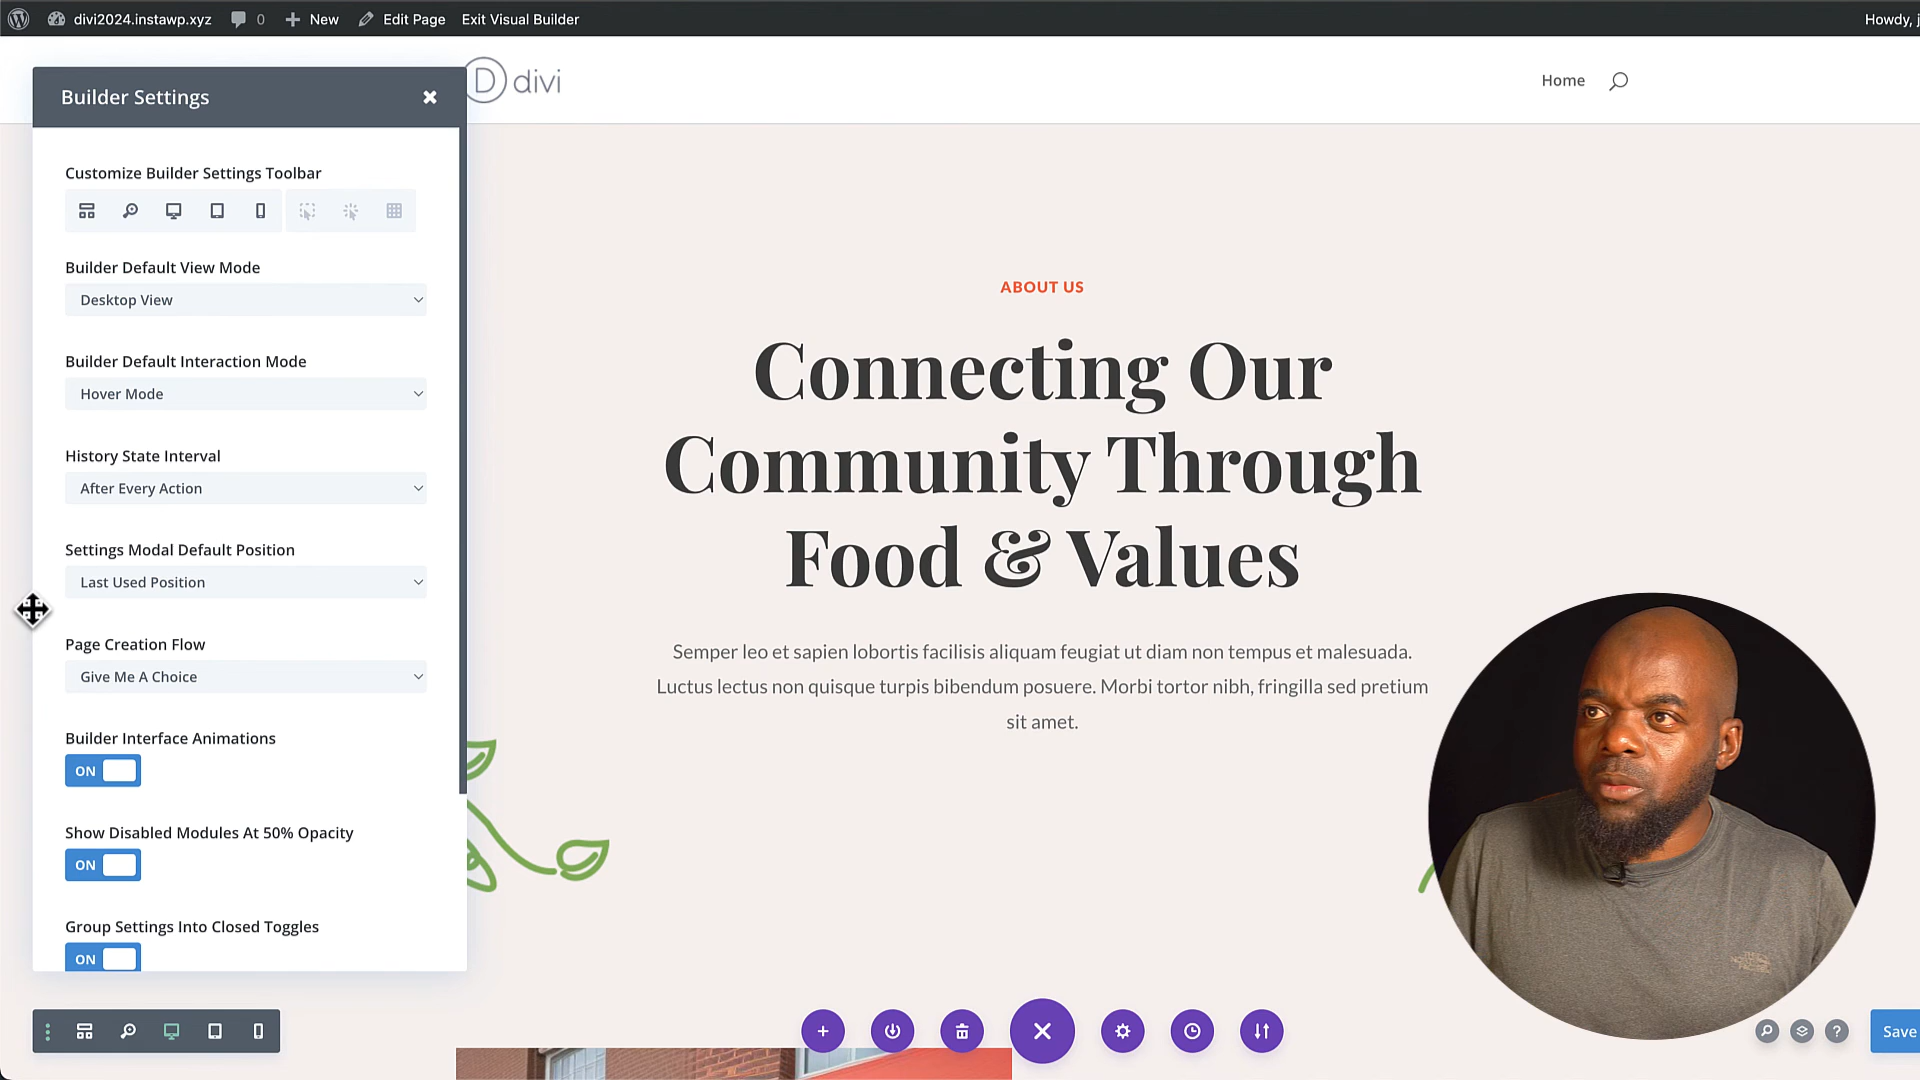 divi2024.instawp.xyz 0 New Edit Page Exit Visual Builder Howdy, j
Builder Settings
D divi
Home
Customize Builder Settings Toolbar
Builder Default View Mode
Desktop View
Builder Default Interaction Mode
Hover Mode
History State Interval
After Every Action
Settings Modal Default Position
Last Used Position
Page Creation Flow
Give Me A Choice
Builder Interface Animations
ON
Show Disabled Modules At 50% Opacity
ON
Group Settings Into Closed Toggles
ON
ABOUT US
Connecting Our
Community Through
Food & Values
Semper leo et sapien lobortis facilisis aliquam feugiat ut diam non tempus et malesuada.
Luctus lectus non quisque turpis bibendum posuere. Morbi tortor nibh, fringilla sed pretium
sit amet.
Save